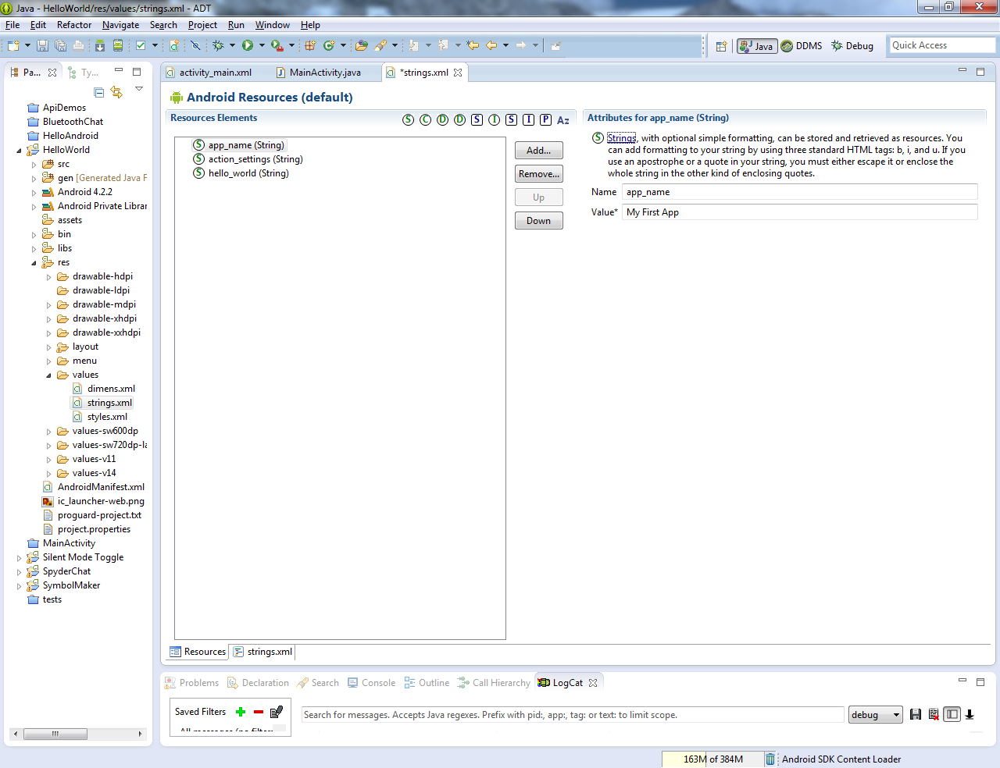 Java - HelloWorld/res/values/strings.xml - ADT
File Edit Refactor Navigate Search Project Run Window Help
Java DDMS Debug Quick Access
Pa... Ty...
activity_main.xml MainActivity.java *strings.xml
ApiDemos
BluetoothChat
HelloAndroid
HelloWorld
src
gen [Generated Java F
Android 4.2.2
Android Private Librar
assets
bin
libs
res
drawable-hdpi
drawable-ldpi
drawable-mdpi
drawable-xhdpi
drawable-xxhdpi
layout
menu
values
dimens.xml
strings.xml
styles.xml
values-sw600dp
values-sw720dp-la
values-v11
values-v14
AndroidManifest.xml
ic_launcher-web.png
proguard-project.txt
project.properties
MainActivity
Silent Mode Toggle
SpyderChat
SymbolMaker
tests
Android Resources (default)
Resources Elements
S C D D S I S I P Az
S app_name (String)
S action_settings (String)
S hello_world (String)
Add...
Remove...
Up
Down
Attributes for app_name (String)
S Strings, with optional simple formatting, can be stored and retrieved as resources. You
can add formatting to your string by using three standard HTML tags: b, i, and u. If you
use an apostrophe or a quote in your string, you must either escape it or enclose the
whole string in the other kind of enclosing quotes.
Name app_name
Value* My First App
Resources strings.xml
Problems Declaration Search Console Outline Call Hierarchy LogCat
Saved Filters
All messages (no filters
Search for messages. Accepts Java regexes. Prefix with pid:, app:, tag: or text: to limit scope.
debug
163M of 384M Android SDK Content Loader